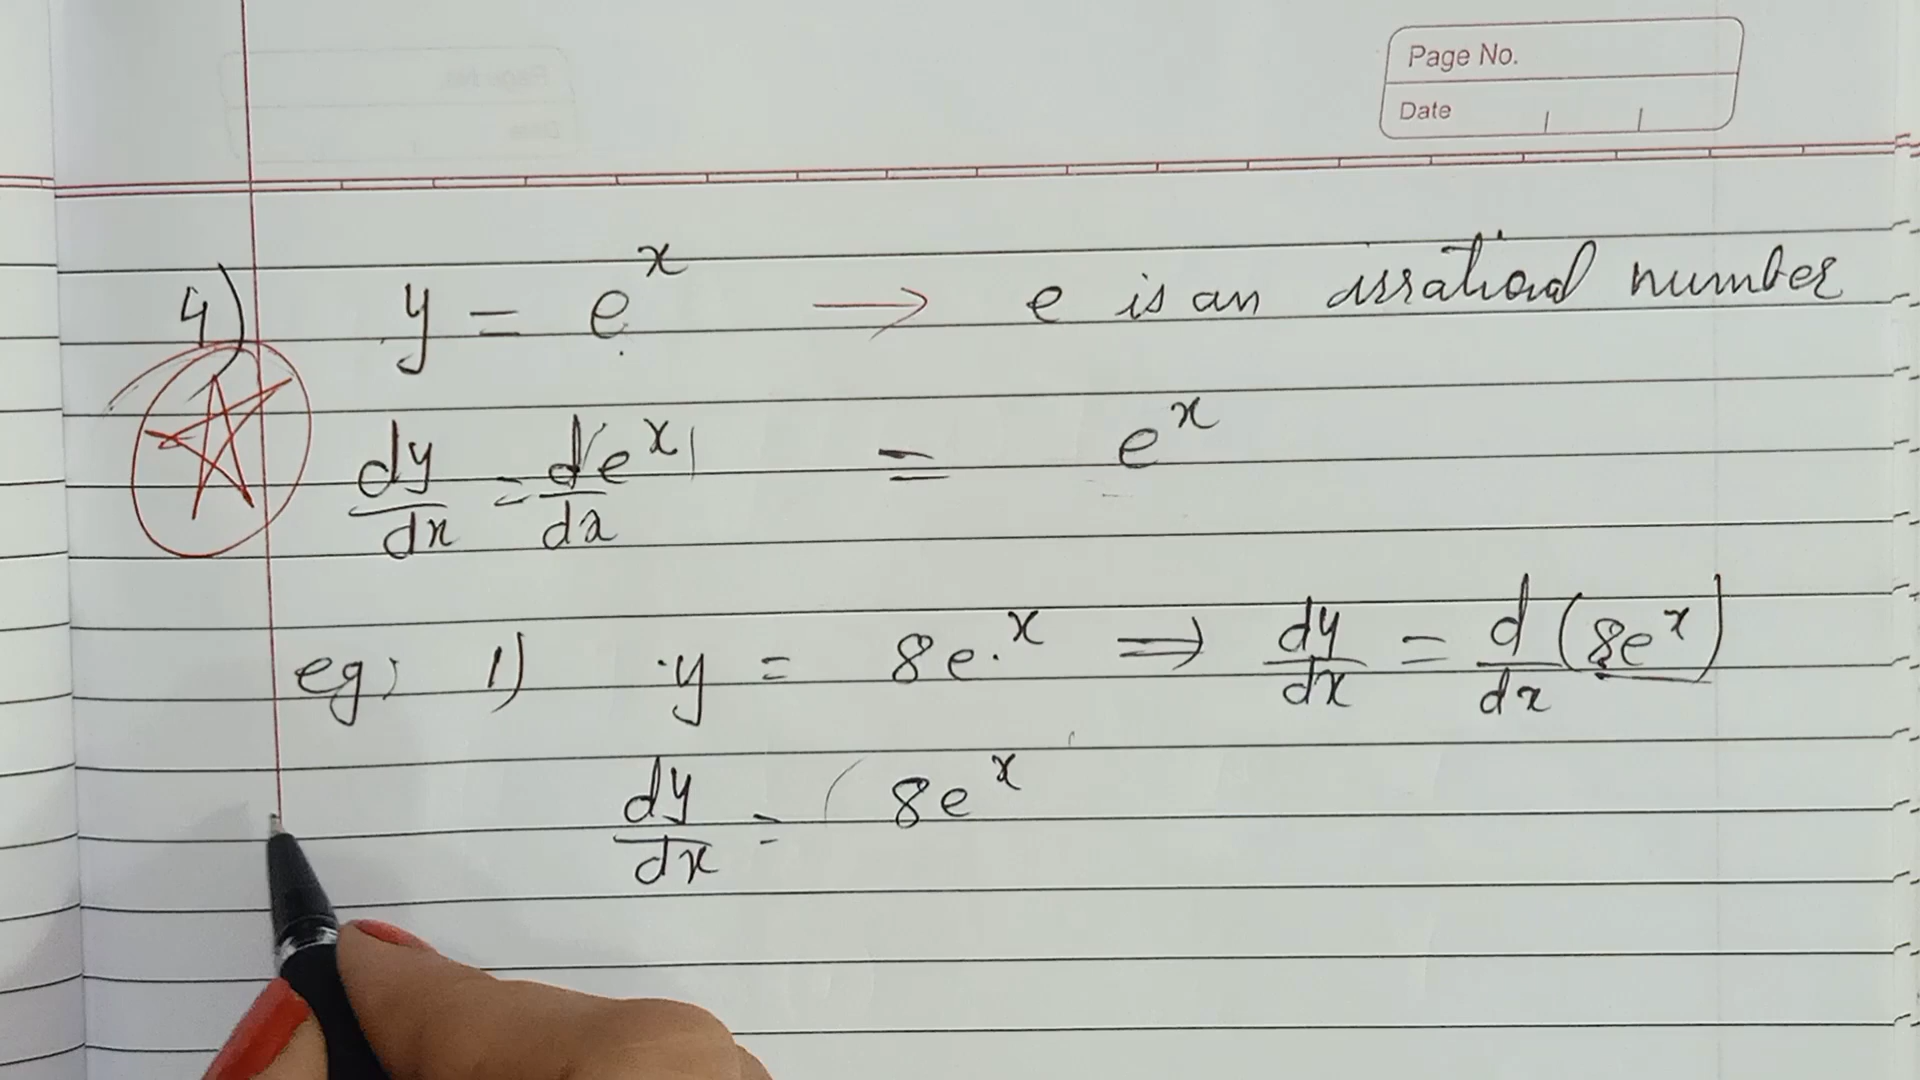 Page No.
Date
4) y = e^x → e is an irrational number
dy/dx = d/dx e^x = e^x
eg: 1) y = 8e^x ⇒ dy/dx = d/dx (8e^x)
dy/dx = 8e^x